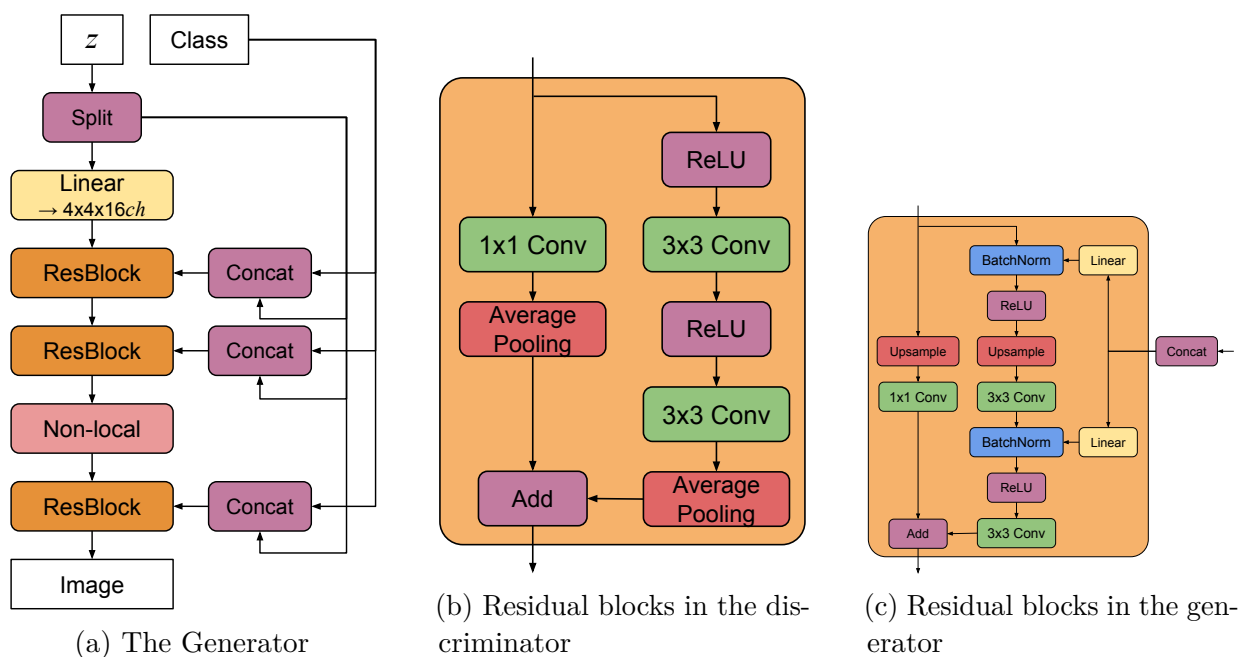 z
Class
Split
Linear
→ 4x4x16ch
ResBlock
Concat
ResBlock
Concat
Non-local
ResBlock
Concat
Image
(a) The Generator
ReLU
1x1 Conv
3x3 Conv
Average
Pooling
ReLU
3x3 Conv
Add
Average
Pooling
(b) Residual blocks in the dis-
criminator
BatchNorm
Linear
ReLU
Upsample
Upsample
Concat
1x1 Conv
3x3 Conv
BatchNorm
Linear
ReLU
Add
3x3 Conv
(c) Residual blocks in the gen-
erator